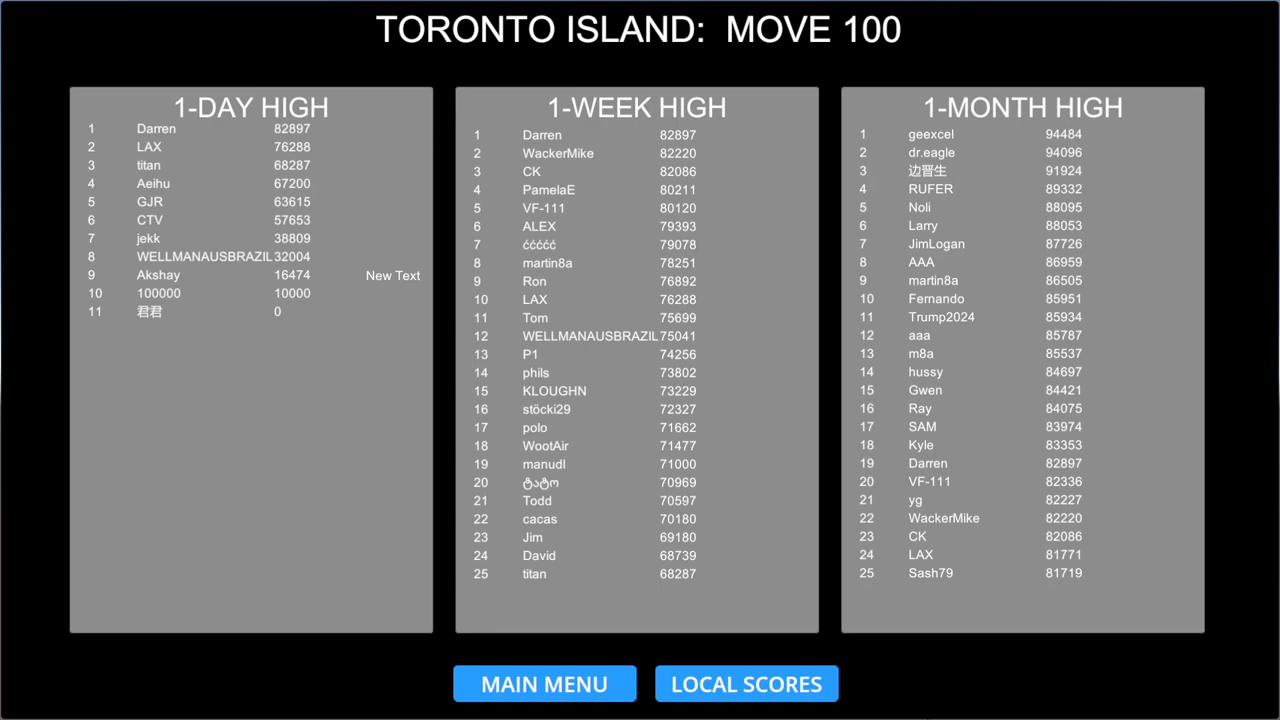 TORONTO ISLAND: MOVE 100
1-DAY HIGH
1 Darren 82897
2 LAX 76288
3 titan 68287
4 Aeihu 67200
5 GJR 63615
6 CTV 57653
7 jekk 38809
8 WELLMANAUSBRAZIL 32004
9 Akshay 16474 New Text
10 100000 10000
11 君君 0
1-WEEK HIGH
1 Darren 82897
2 WackerMike 82220
3 CK 82086
4 PamelaE 80211
5 VF-111 80120
6 ALEX 79393
7 ććććć 79078
8 martin8a 78251
9 Ron 76892
10 LAX 76288
11 Tom 75699
12 WELLMANAUSBRAZIL 75041
13 P1 74256
14 phils 73802
15 KLOUGHN 73229
16 stöcki29 72327
17 polo 71662
18 WootAir 71477
19 manudl 71000
20 ტატო 70969
21 Todd 70597
22 cacas 70180
23 Jim 69180
24 David 68739
25 titan 68287
1-MONTH HIGH
1 geexcel 94484
2 dr.eagle 94096
3 边晋生 91924
4 RUFER 89332
5 Noli 88095
6 Larry 88053
7 JimLogan 87726
8 AAA 86959
9 martin8a 86505
10 Fernando 85951
11 Trump2024 85934
12 aaa 85787
13 m8a 85537
14 hussy 84697
15 Gwen 84421
16 Ray 84075
17 SAM 83974
18 Kyle 83353
19 Darren 82897
20 VF-111 82336
21 yg 82227
22 WackerMike 82220
23 CK 82086
24 LAX 81771
25 Sash79 81719
MAIN MENU
LOCAL SCORES